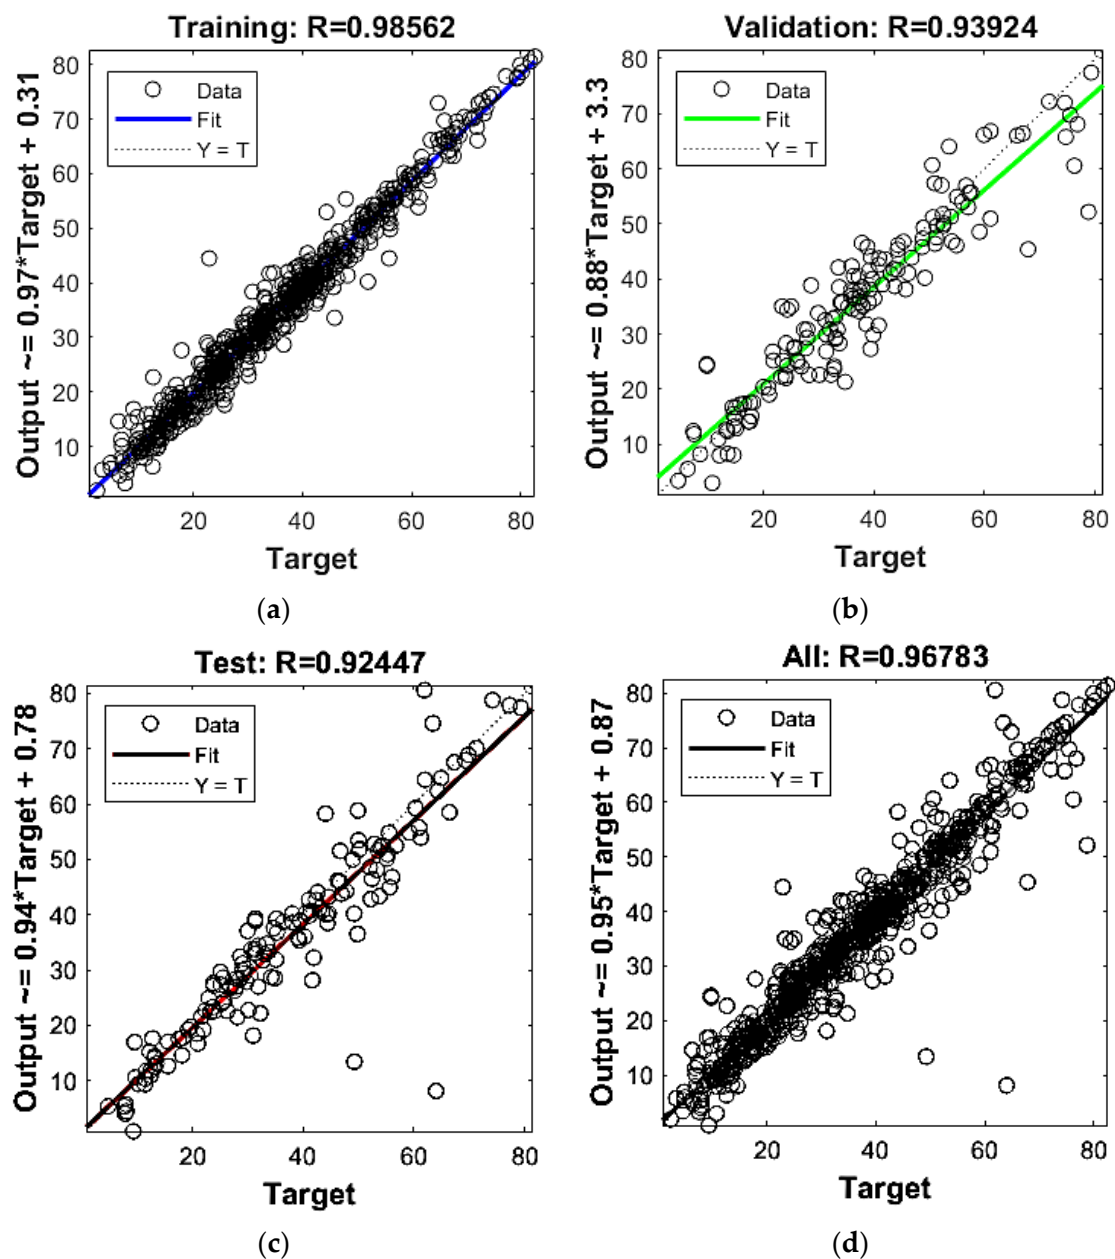 Training: R=0.98562
Output ~= 0.97*Target + 0.31
80
70
60
50
40
30
20
10
Data
Fit
Y = T
20
40
60
80
Target
(a)
Validation: R=0.93924
Output ~= 0.88*Target + 3.3
80
70
60
50
40
30
20
10
Data
Fit
Y = T
20
40
60
80
Target
(b)
Test: R=0.92447
Output ~= 0.94*Target + 0.78
80
70
60
50
40
30
20
10
Data
Fit
Y = T
20
40
60
80
Target
(c)
All: R=0.96783
Output ~= 0.95*Target + 0.87
80
70
60
50
40
30
20
10
Data
Fit
Y = T
20
40
60
80
Target
(d)